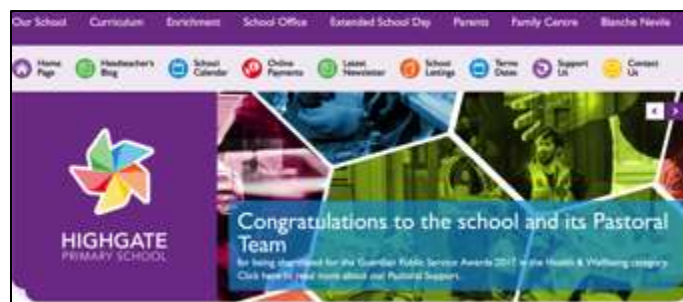 Our School Curriculum Enrichment School Office Extended School Day Parents Family Centre Blanche Nevile
Home Page
Headteacher's Blog
School Calendar
Online Payments
Latest Newsletter
School Lettings
Term Dates
Support Us
Contact Us
HIGHGATE
PRIMARY SCHOOL
Congratulations to the school and its Pastoral
Team
for being shortlisted for the Guardian Public Service Awards 2017 in the Health & Wellbeing category.
Click here to read more about our Pastoral Support.